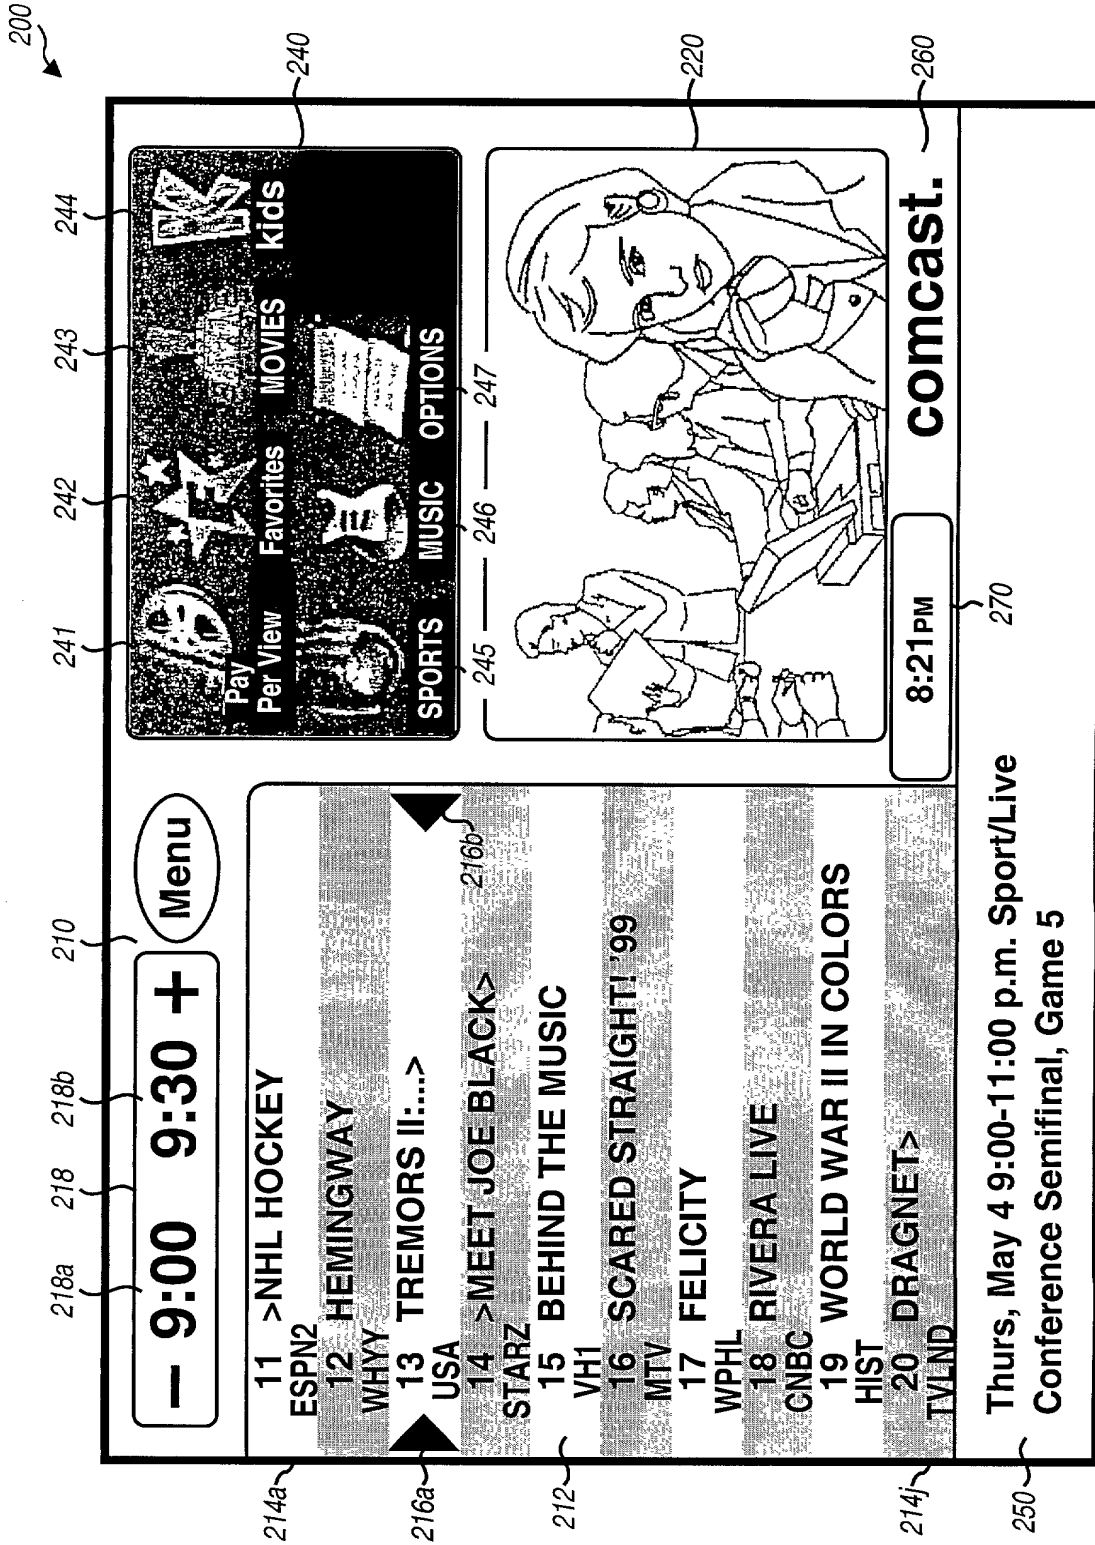 200
210
218
218a
218b
241
242
243
244
− 9:00 9:30 +
Menu
11 >NHL HOCKEY
ESPN2
12 HEMINGWAY
WHYY
13 TREMORS II:...>
USA
14 >MEET JOE BLACK>
STARZ
15 BEHIND THE MUSIC
VH1
16 SCARED STRAIGHT! '99
MTV
17 FELICITY
WPHL
18 RIVERA LIVE
CNBC
19 WORLD WAR II IN COLORS
HIST
20 DRAGNET>
TVLND
214a
216a
216b
212
214j
250
Pay
Per View
Favorites
MOVIES
K
kids
SPORTS
MUSIC
OPTIONS
245
246
247
240
220
260
8:21PM
comcast.
270
Thurs, May 4 9:00-11:00 p.m. Sport/Live
Conference Semifinal, Game 5